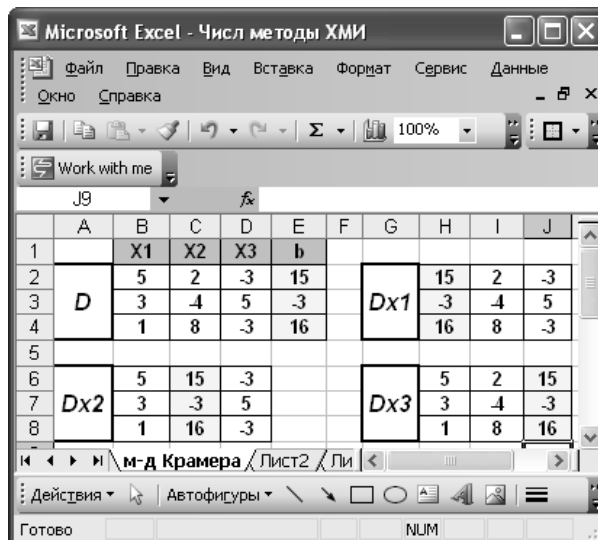 Microsoft Excel - Числ методы ХМИ
Файл Правка Вид Вставка Формат Сервис Данные
Окно Справка
100%
Work with me
J9 fx
A B C D E F G H I J
1 X1 X2 X3 b
2 5 2 -3 15 15 2 -3
3 D 3 -4 5 -3 Dx1 -3 -4 5
4 1 8 -3 16 16 8 -3
5
6 5 15 -3 5 2 15
7 Dx2 3 -3 5 Dx3 3 -4 -3
8 1 16 -3 1 8 16
м-д Крамера Лист2 Ли
Действия Автофигуры
Готово NUM